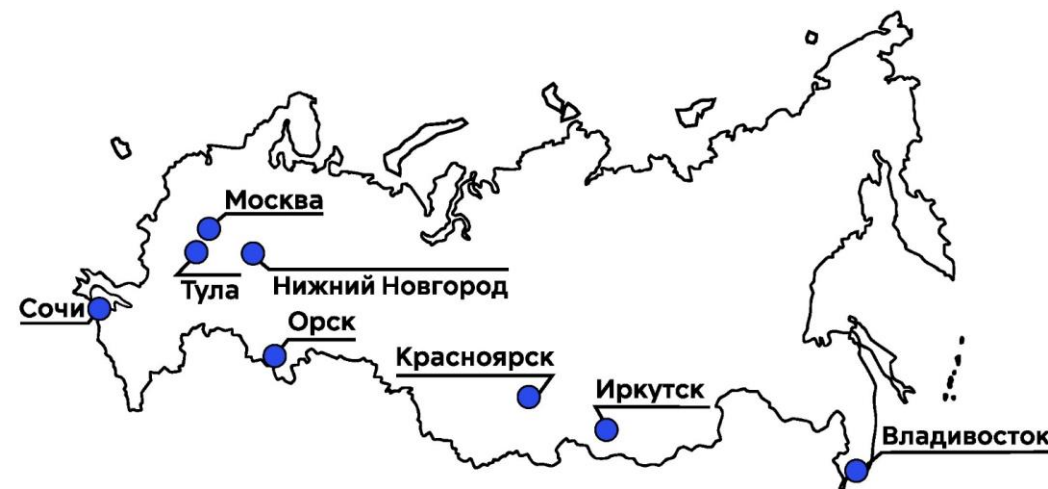 Москва
Тула
Нижний Новгород
Сочи
Орск
Красноярск
Иркутск
Владивосток